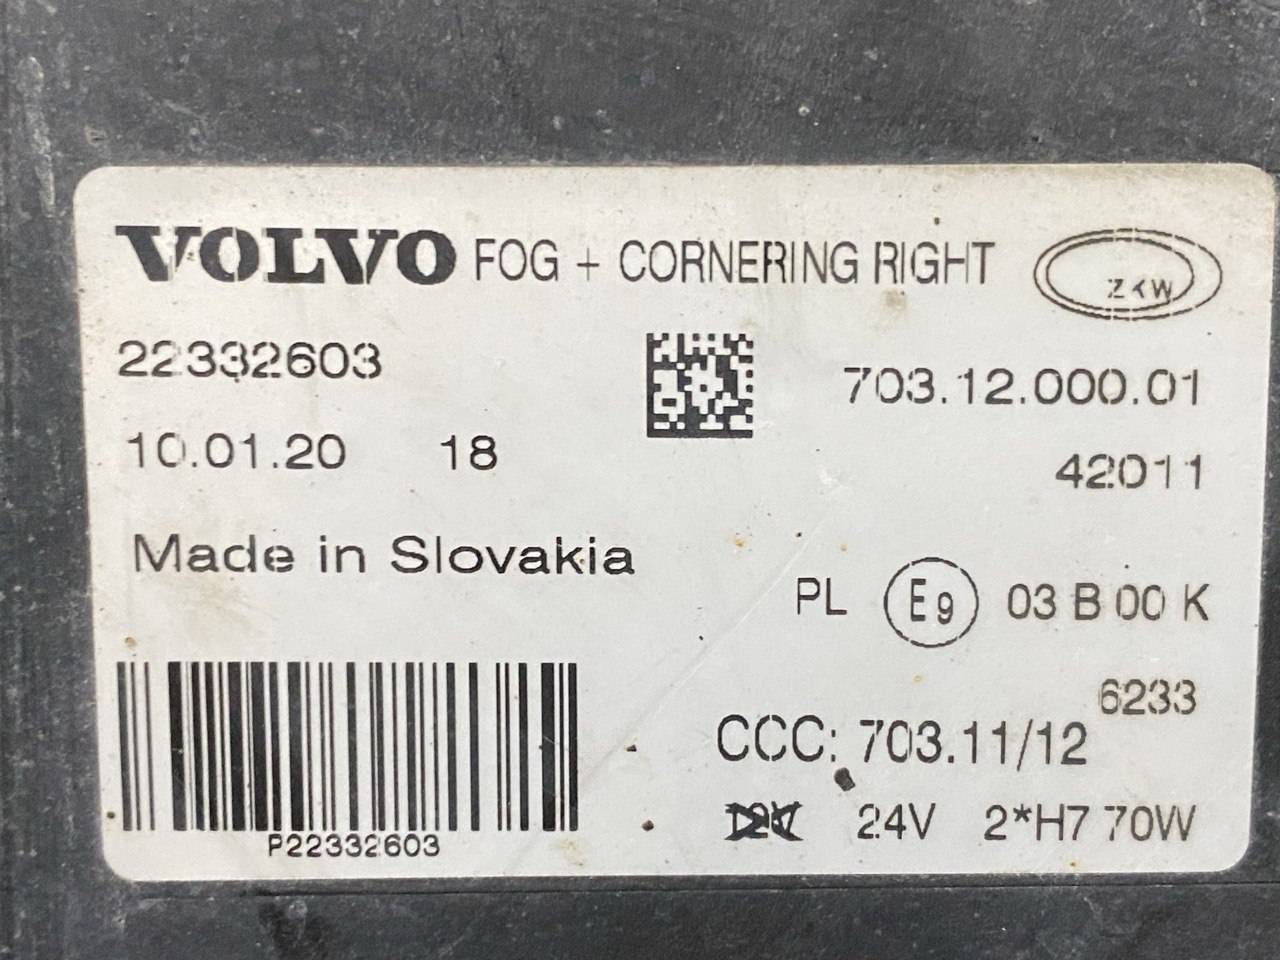 VOLVO FOG + CORNERING RIGHT ZKW
22332603 703.12.000.01
10.01.20 18 42011
Made in Slovakia
PL E9 03 B 00 K
6233
CCC: 703.11/12
12V 24V 2*H7 70W
P22332603